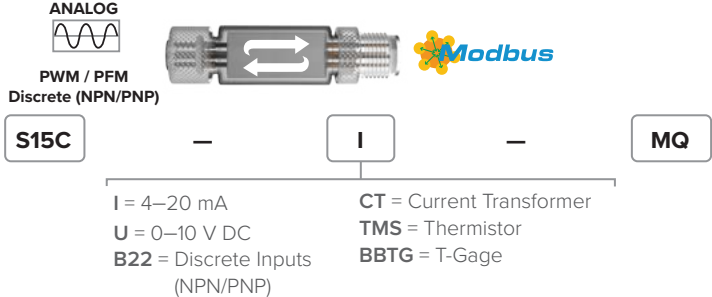 ANALOG
PWM / PFM
Discrete (NPN/PNP)
Modbus
S15C – I – MQ
I = 4–20 mA
U = 0–10 V DC
B22 = Discrete Inputs
(NPN/PNP)
CT = Current Transformer
TMS = Thermistor
BBTG = T-Gage